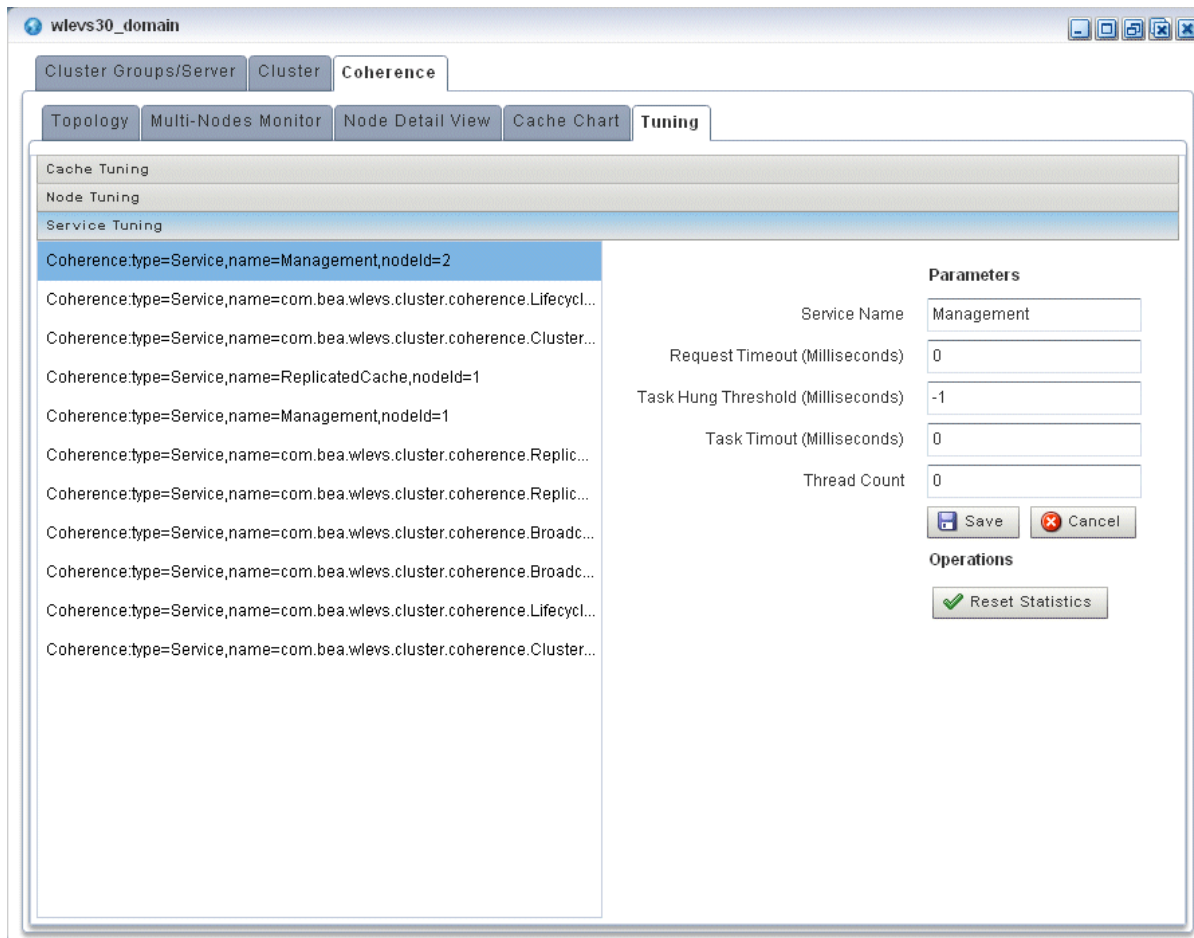 wlevs30_domain
Cluster Groups/Server Cluster Coherence
Topology Multi-Nodes Monitor Node Detail View Cache Chart Tuning
Cache Tuning
Node Tuning
Service Tuning
Coherence:type=Service,name=Management,nodeId=2
Coherence:type=Service,name=com.bea.wlevs.cluster.coherence.Lifecycl...
Coherence:type=Service,name=com.bea.wlevs.cluster.coherence.Cluster...
Coherence:type=Service,name=ReplicatedCache,nodeId=1
Coherence:type=Service,name=Management,nodeId=1
Coherence:type=Service,name=com.bea.wlevs.cluster.coherence.Replic...
Coherence:type=Service,name=com.bea.wlevs.cluster.coherence.Replic...
Coherence:type=Service,name=com.bea.wlevs.cluster.coherence.Broadc...
Coherence:type=Service,name=com.bea.wlevs.cluster.coherence.Broadc...
Coherence:type=Service,name=com.bea.wlevs.cluster.coherence.Lifecycl...
Coherence:type=Service,name=com.bea.wlevs.cluster.coherence.Cluster...
Parameters
Service Name Management
Request Timeout (Milliseconds) 0
Task Hung Threshold (Milliseconds) -1
Task Timout (Milliseconds) 0
Thread Count 0
Save Cancel
Operations
Reset Statistics